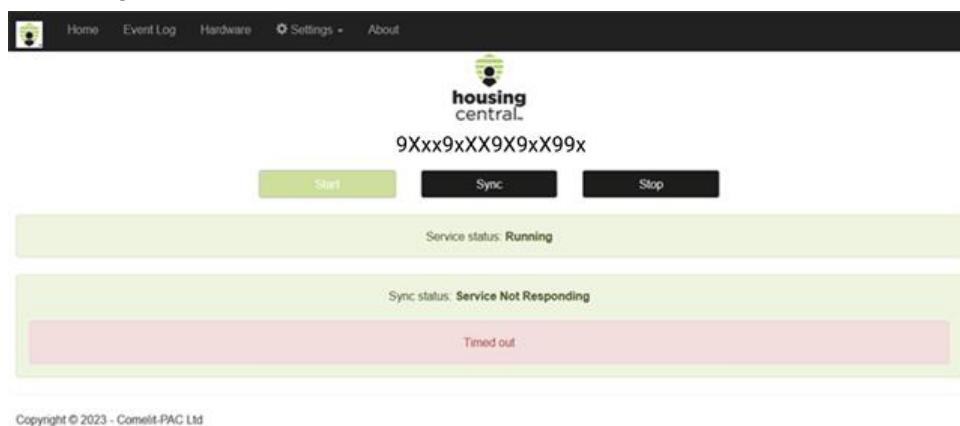 Home Event Log Hardware Settings About
housing
central™
9Xxx9xXX9X9xX99x
Start Sync Stop
Service status: Running
Sync status: Service Not Responding
Timed out
Copyright © 2023 - Comelit-PAC Ltd